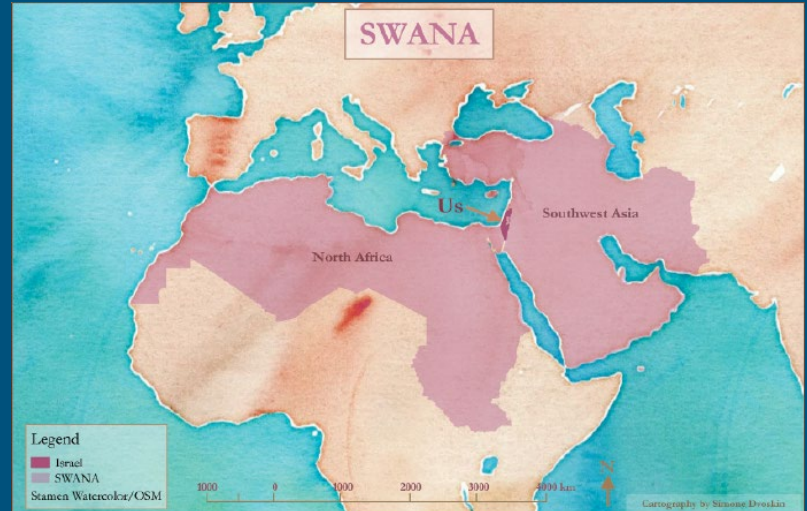 SWANA
Us
Southwest Asia
North Africa
Legend
Israel
SWANA
Stamen Watercolor/OSM
1000 0 1000 2000 3000 4000 km
N
Cartography by Simone Dvoskin